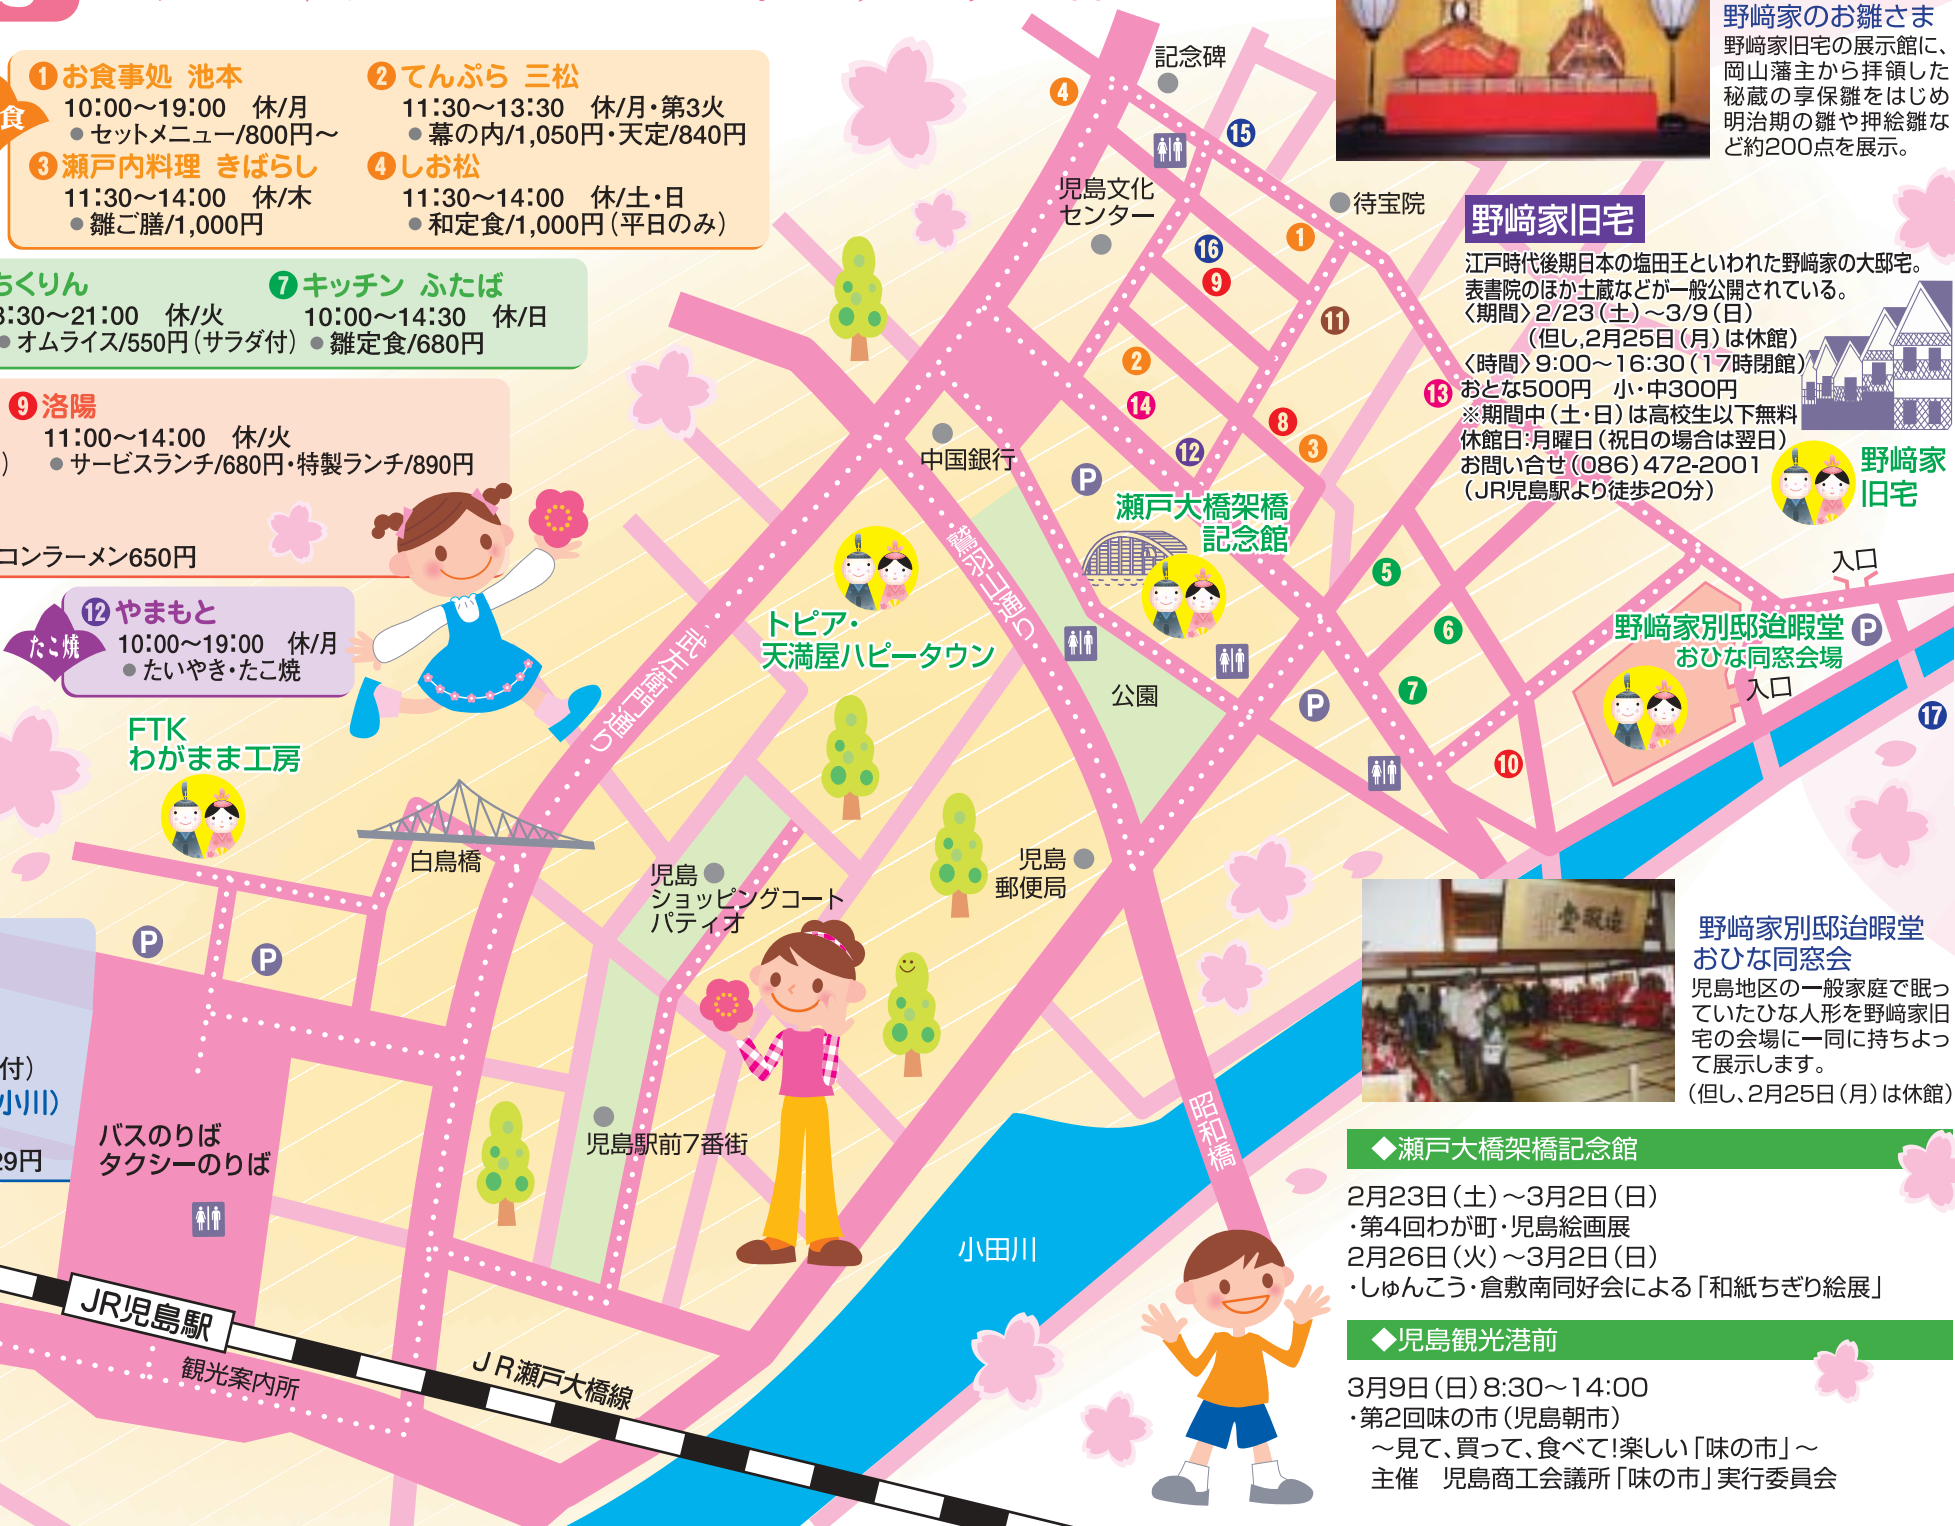 食
❶お食事処 池本
10:00〜19:00 休/月
●セットメニュー/800円〜
❷てんぷら 三松
11:30〜13:30 休/月・第3火
●幕の内/1,050円・天定/840円
❸瀬戸内料理 きばらし
11:30〜14:00 休/木
●雛ご膳/1,000円
❹しお松
11:30〜14:00 休/土・日
●和定食/1,000円(平日のみ)
ちくりん
8:30〜21:00 休/火
●オムライス/550円(サラダ付)
❼キッチン ふたば
10:00〜14:30 休/日
●雛定食/680円
❾洛陽
11:00〜14:00 休/火
●サービスランチ/680円・特製ランチ/890円
コンラーメン650円
たこ焼
⓬やまもと
10:00〜19:00 休/月
●たいやき・たこ焼
付)
小川)
29円
野﨑家のお雛さま
野﨑家旧宅の展示館に、
岡山藩主から拝領した
秘蔵の享保雛をはじめ
明治期の雛や押絵雛な
ど約200点を展示。
野﨑家旧宅
江戸時代後期日本の塩田王といわれた野﨑家の大邸宅。
表書院のほか土蔵などが一般公開されている。
〈期間〉2/23(土)〜3/9(日)
(但し,2月25日(月)は休館)
〈時間〉9:00〜16:30(17時閉館)
おとな500円 小・中300円
※期間中(土・日)は高校生以下無料
休館日:月曜日(祝日の場合は翌日)
お問い合せ(086)472-2001
(JR児島駅より徒歩20分)
野﨑家
旧宅
記念碑
4
15
児島文化
センター
待宝院
16
1
9
11
2
14
13
8
3
12
中国銀行
P
瀬戸大橋架橋
記念館
鷲羽山通り
5
6
7
10
17
入口
野﨑家別邸迨暇堂
おひな同窓会場
P
入口
トピア・
天満屋ハピータウン
武左衛門通り
公園
P
FTK
わがまま工房
白鳥橋
児島
ショッピングコート
パティオ
児島
郵便局
P
P
バスのりば
タクシーのりば
児島駅前7番街
昭和橋
小田川
JR児島駅
観光案内所
JR瀬戸大橋線
野﨑家別邸迨暇堂
おひな同窓会
児島地区の一般家庭で眠っ
ていたひな人形を野﨑家旧
宅の会場に一同に持ちよっ
て展示します。
(但し、2月25日(月)は休館)
◆瀬戸大橋架橋記念館
2月23日(土)〜3月2日(日)
・第4回わが町・児島絵画展
2月26日(火)〜3月2日(日)
・しゅんこう・倉敷南同好会による「和紙ちぎり絵展」
◆児島観光港前
3月9日(日)8:30〜14:00
・第2回味の市(児島朝市)
〜見て、買って、食べて!楽しい「味の市」〜
主催 児島商工会議所「味の市」実行委員会